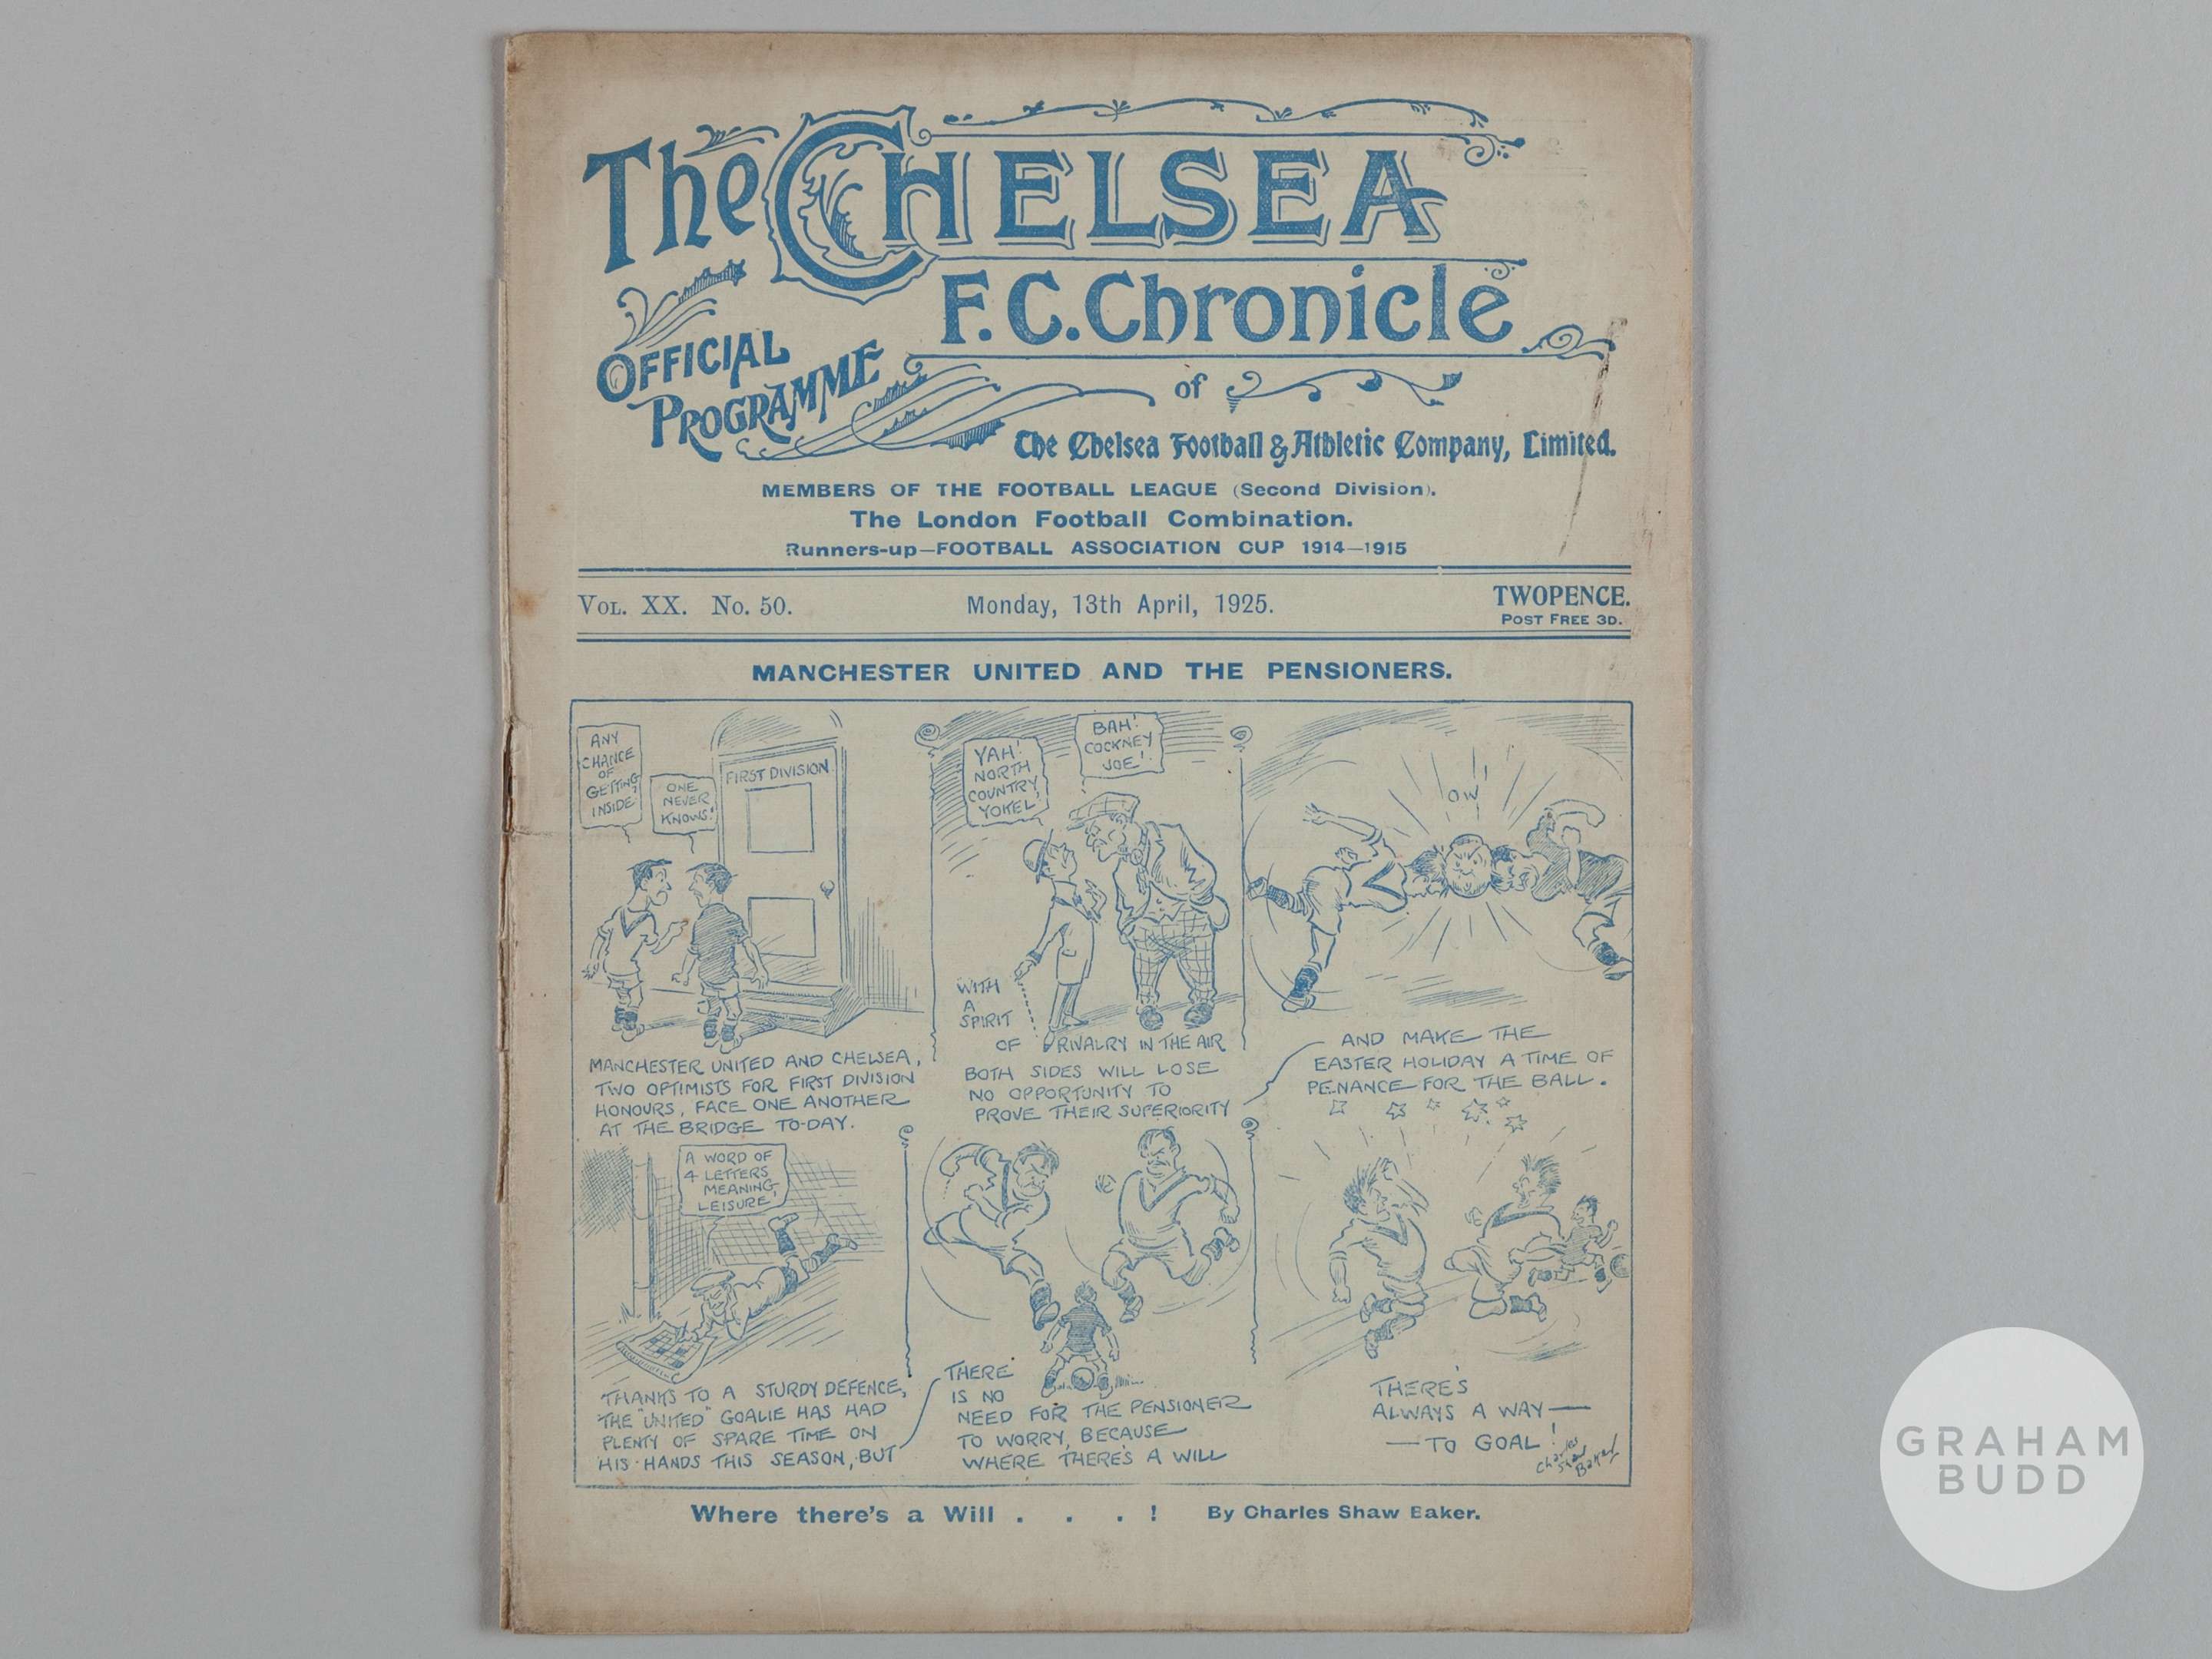 The CHELSEA
F.C. Chronicle
OFFICIAL
PROGRAMME
of
The Chelsea Football & Athletic Company, Limited.
MEMBERS OF THE FOOTBALL LEAGUE (Second Division).
The London Football Combination.
Runners-up—FOOTBALL ASSOCIATION CUP 1914—1915
VOL. XX. No. 50. Monday, 13th April, 1925. TWOPENCE.
POST FREE 3D.
MANCHESTER UNITED AND THE PENSIONERS.
ANY
CHANCE
OF
GETTING
INSIDE?
ONE
NEVER
KNOWS!
FIRST DIVISION
MANCHESTER UNITED AND CHELSEA,
TWO OPTIMISTS FOR FIRST DIVISION
HONOURS, FACE ONE ANOTHER
AT THE BRIDGE TO-DAY.
YAH!
NORTH
COUNTRY
YOKEL!
BAH!
COCKNEY
JOE!
WITH
A
SPIRIT
OF RIVALRY IN THE AIR
BOTH SIDES WILL LOSE
NO OPPORTUNITY TO
PROVE THEIR SUPERIORITY
OW!
AND MAKE THE
EASTER HOLIDAY A TIME OF
PENANCE FOR THE BALL.
A WORD OF
4 LETTERS
MEANING
LEISURE!
THANKS TO A STURDY DEFENCE,
THE "UNITED" GOALIE HAS HAD
PLENTY OF SPARE TIME ON
HIS HANDS THIS SEASON, BUT
THERE
IS NO
NEED FOR THE PENSIONER
TO WORRY, BECAUSE
WHERE THERE'S A WILL
THERE'S
ALWAYS A WAY—
—TO GOAL!
Charles
Shaw
Baker
Where there's a Will . . . ! By Charles Shaw Baker.
GRAHAM
BUDD